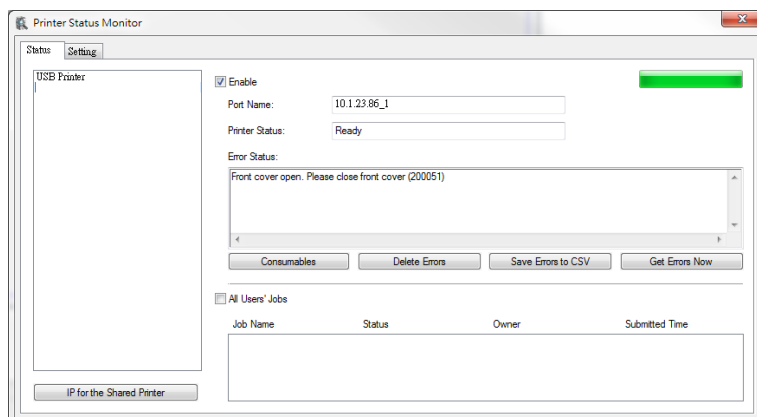 Printer Status Monitor
Status Setting
USB Printer
Enable
Port Name: 10.1.23.86_1
Printer Status: Ready
Error Status:
Front cover open. Please close front cover (200051)
Consumables Delete Errors Save Errors to CSV Get Errors Now
All Users' Jobs
Job Name Status Owner Submitted Time
IP for the Shared Printer